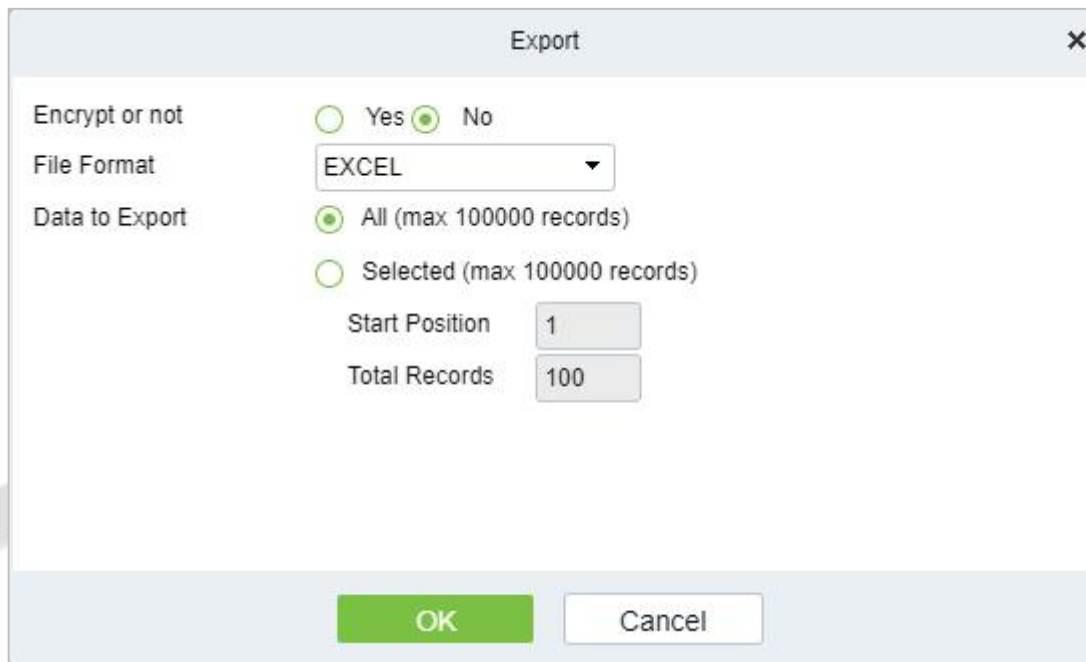 Export
Encrypt or not Yes No
File Format EXCEL
Data to Export All (max 100000 records)
Selected (max 100000 records)
Start Position 1
Total Records 100
OK Cancel